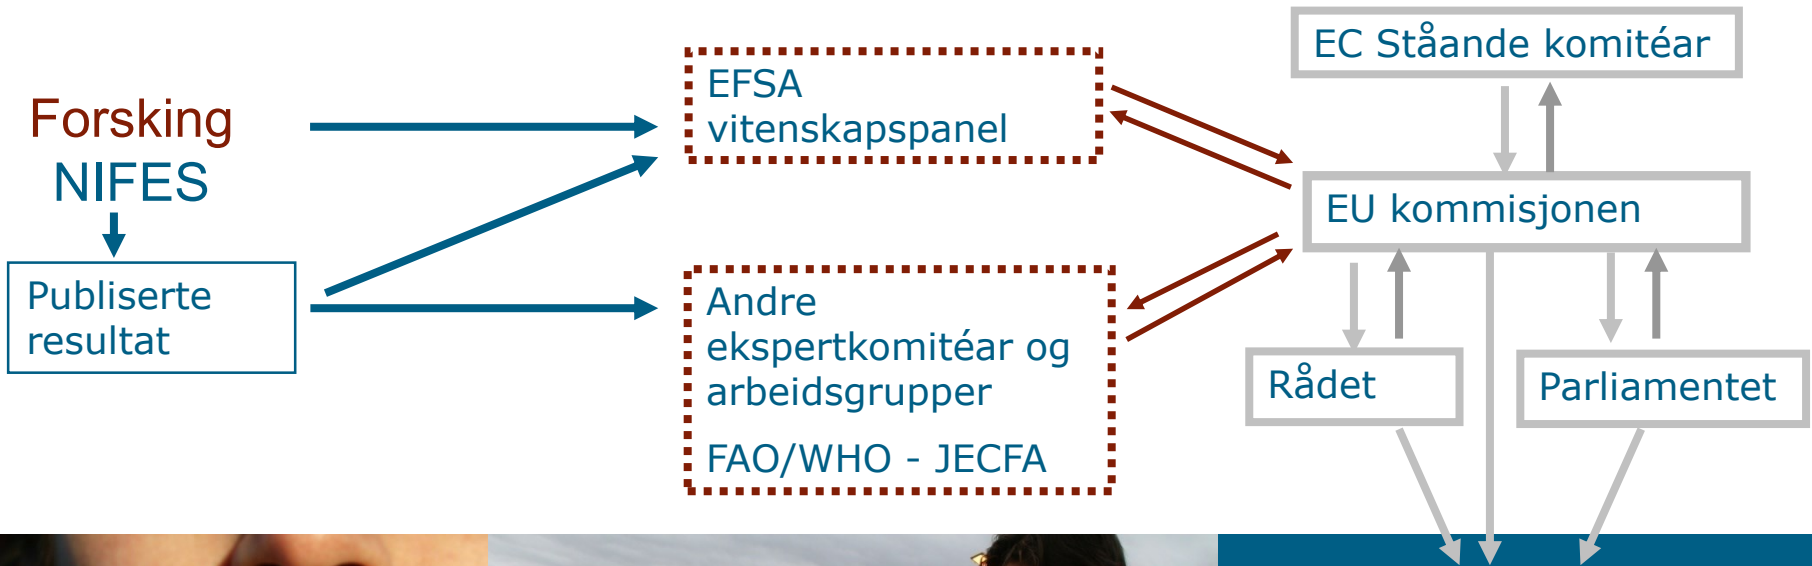 Forsking
NIFES
Publiserte
resultat
EFSA
vitenskapspanel
Andre
ekspertkomitéar og
arbeidsgrupper
FAO/WHO - JECFA
EC Ståande komitéar
EU kommisjonen
Rådet
Parliamentet